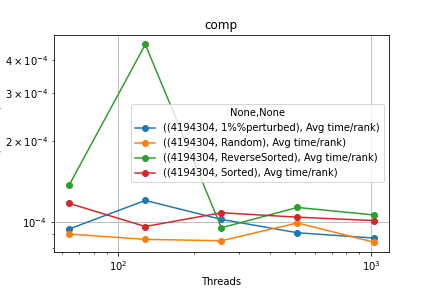 comp
4 × 10⁻⁴
3 × 10⁻⁴
2 × 10⁻⁴
10⁻⁴
None,None
((4194304, 1%%perturbed), Avg time/rank)
((4194304, Random), Avg time/rank)
((4194304, ReverseSorted), Avg time/rank)
((4194304, Sorted), Avg time/rank)
10² 10³
Threads